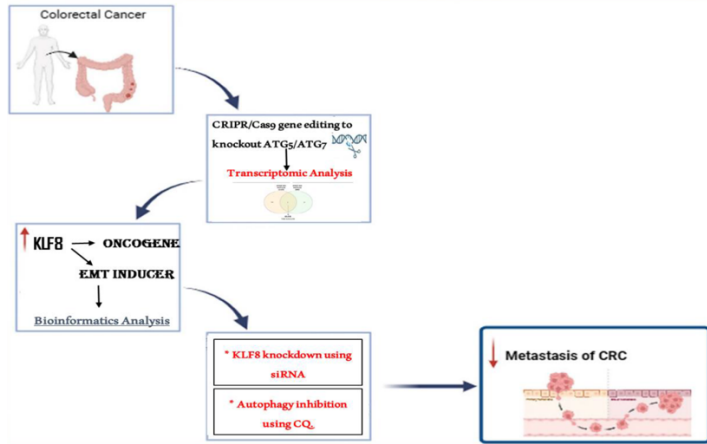 Colorectal Cancer
CRIPR/Cas9 gene editing to
knockout ATG5/ATG7
Transcriptomic Analysis
KLF8
ONCOGENE
EMT INDUCER
Bioinformatics Analysis
* KLF8 knockdown using
siRNA
* Autophagy inhibition
using CQ.
Metastasis of CRC